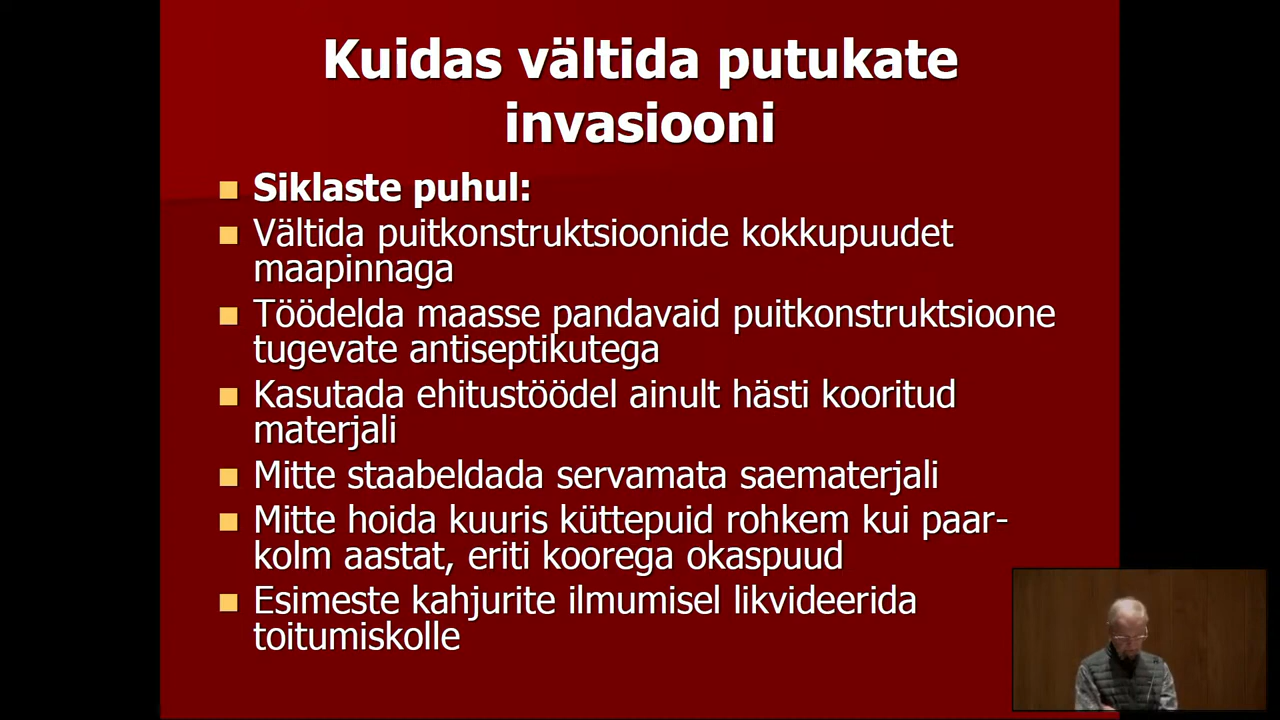 Kuidas vältida putukate
invasiooni
Siklaste puhul:
Vältida puitkonstruktsioonide kokkupuudet
maapinnaga
Töödelda maasse pandavaid puitkonstruktsioone
tugevate antiseptikutega
Kasutada ehitustöödel ainult hästi kooritud
materjali
Mitte staabeldada servamata saematerjali
Mitte hoida kuuris küttepuid rohkem kui paar-
kolm aastat, eriti koorega okaspuud
Esimeste kahjurite ilmumisel likvideerida
toitumiskolle